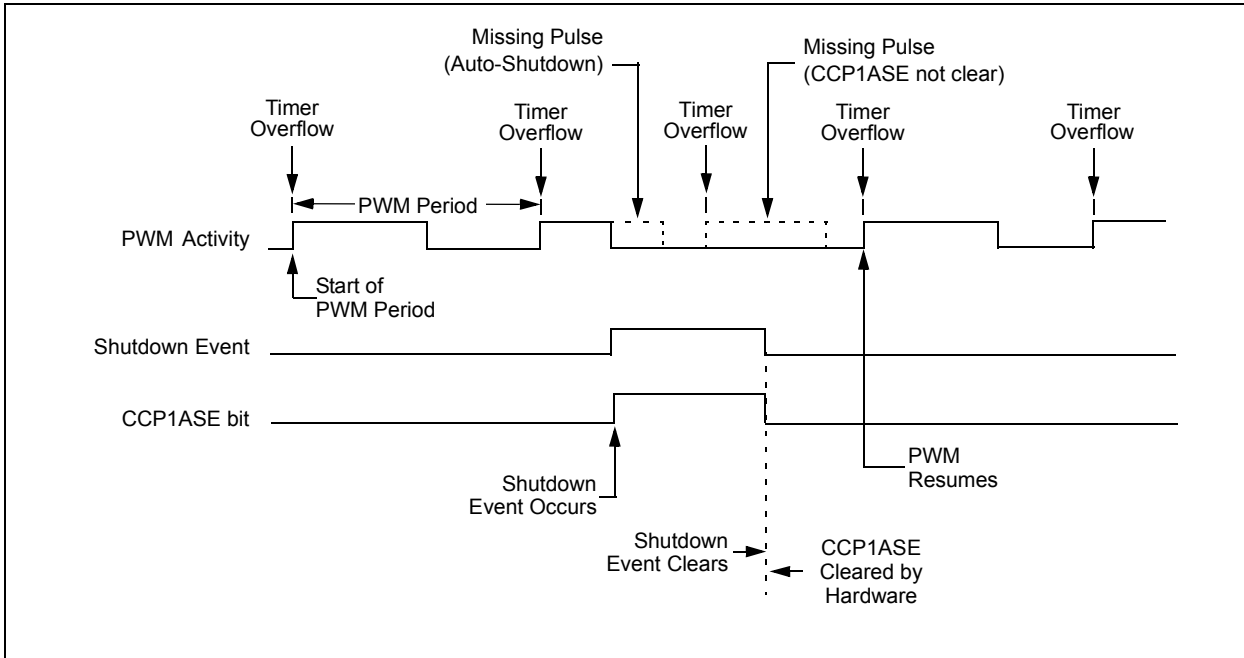 Missing Pulse
(Auto-Shutdown)
Missing Pulse
(CCP1ASE not clear)
Timer
Overflow
Timer
Overflow
Timer
Overflow
Timer
Overflow
Timer
Overflow
PWM Period
PWM Activity
Start of
PWM Period
Shutdown Event
CCP1ASE bit
Shutdown
Event Occurs
PWM
Resumes
Shutdown
Event Clears
CCP1ASE
Cleared by
Hardware